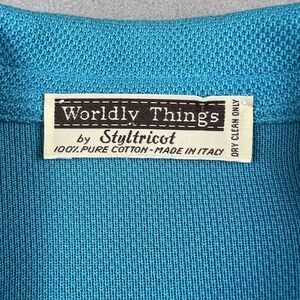 Worldly Things
by Styltricot
100% PURE COTTON - MADE IN ITALY
DRY CLEAN ONLY